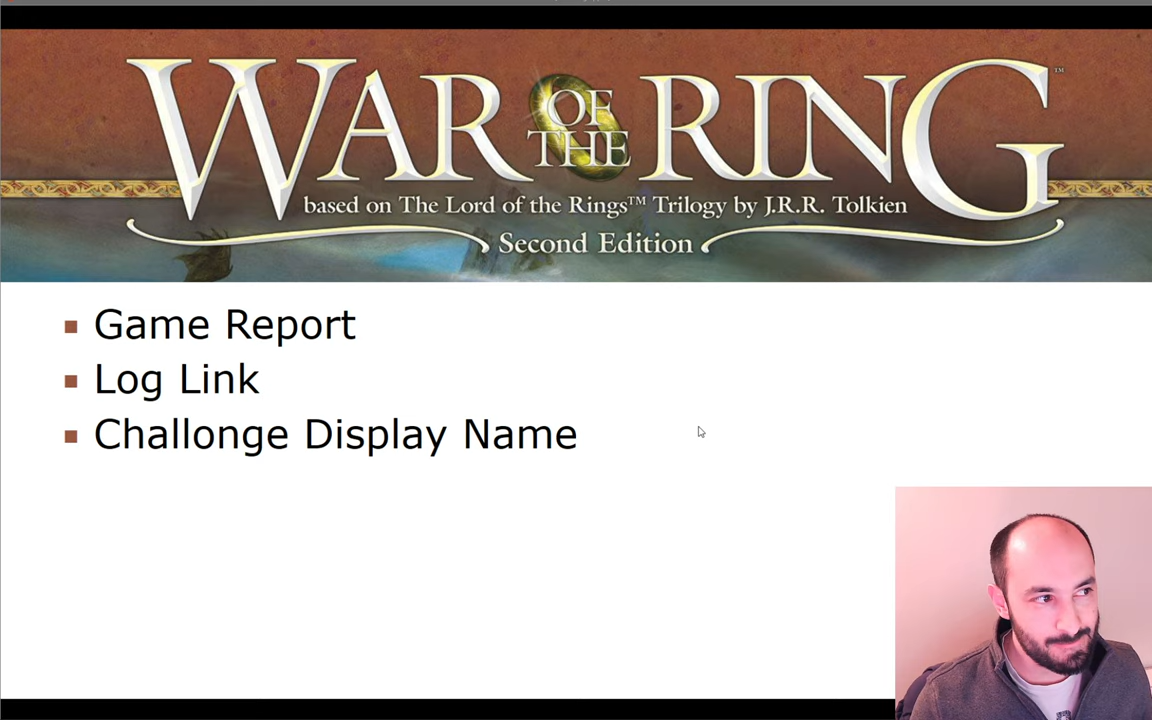 WAR OF THE RING™
based on The Lord of the Rings™ Trilogy by J.R.R. Tolkien
Second Edition
Game Report
Log Link
Challonge Display Name